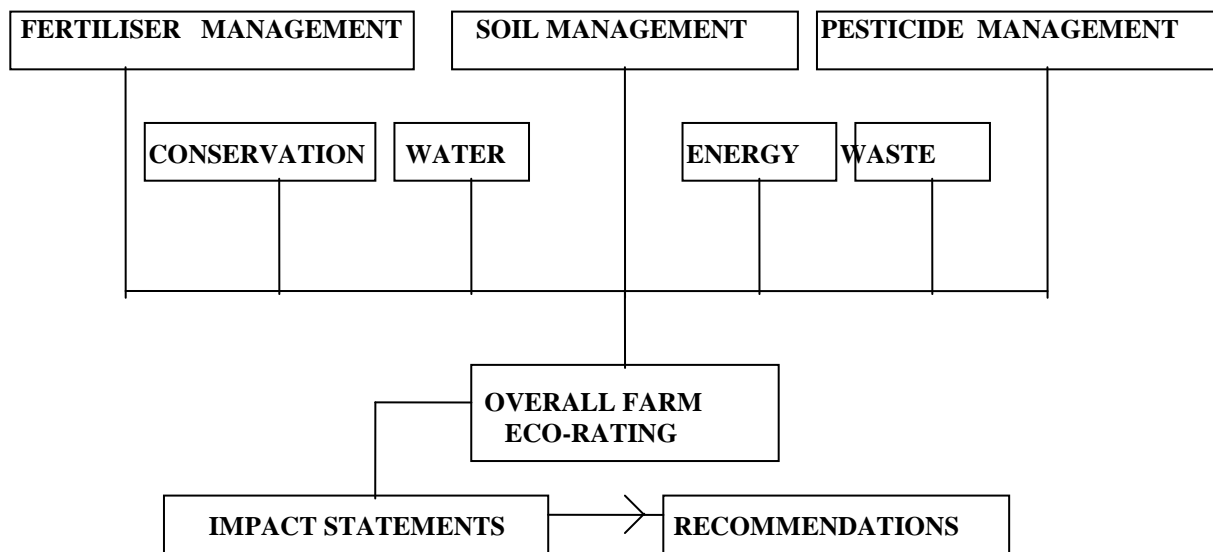 FERTILISER MANAGEMENT
SOIL MANAGEMENT
PESTICIDE MANAGEMENT
CONSERVATION
WATER
ENERGY
WASTE
OVERALL FARM
ECO-RATING
IMPACT STATEMENTS
RECOMMENDATIONS